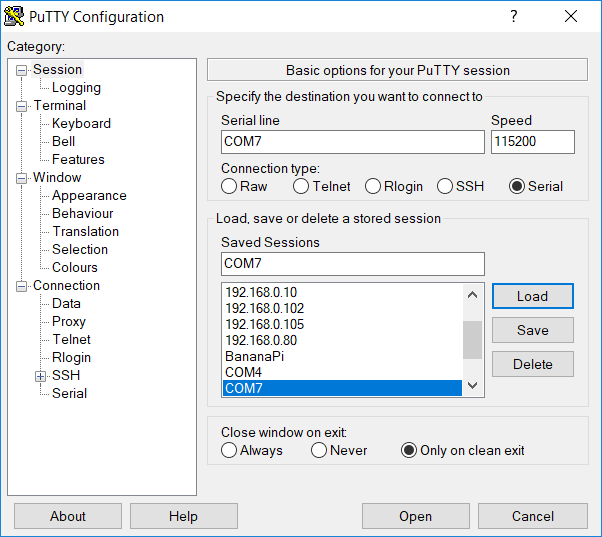 PuTTY Configuration
?
Category:
Session
Logging
Terminal
Keyboard
Bell
Features
Window
Appearance
Behaviour
Translation
Selection
Colours
Connection
Data
Proxy
Telnet
Rlogin
SSH
Serial
Basic options for your PuTTY session
Specify the destination you want to connect to
Serial line Speed
COM7 115200
Connection type:
Raw Telnet Rlogin SSH Serial
Load, save or delete a stored session
Saved Sessions
COM7
192.168.0.10
192.168.0.102
192.168.0.105
192.168.0.80
BananaPi
COM4
COM7
Load
Save
Delete
Close window on exit:
Always Never Only on clean exit
About Help Open Cancel